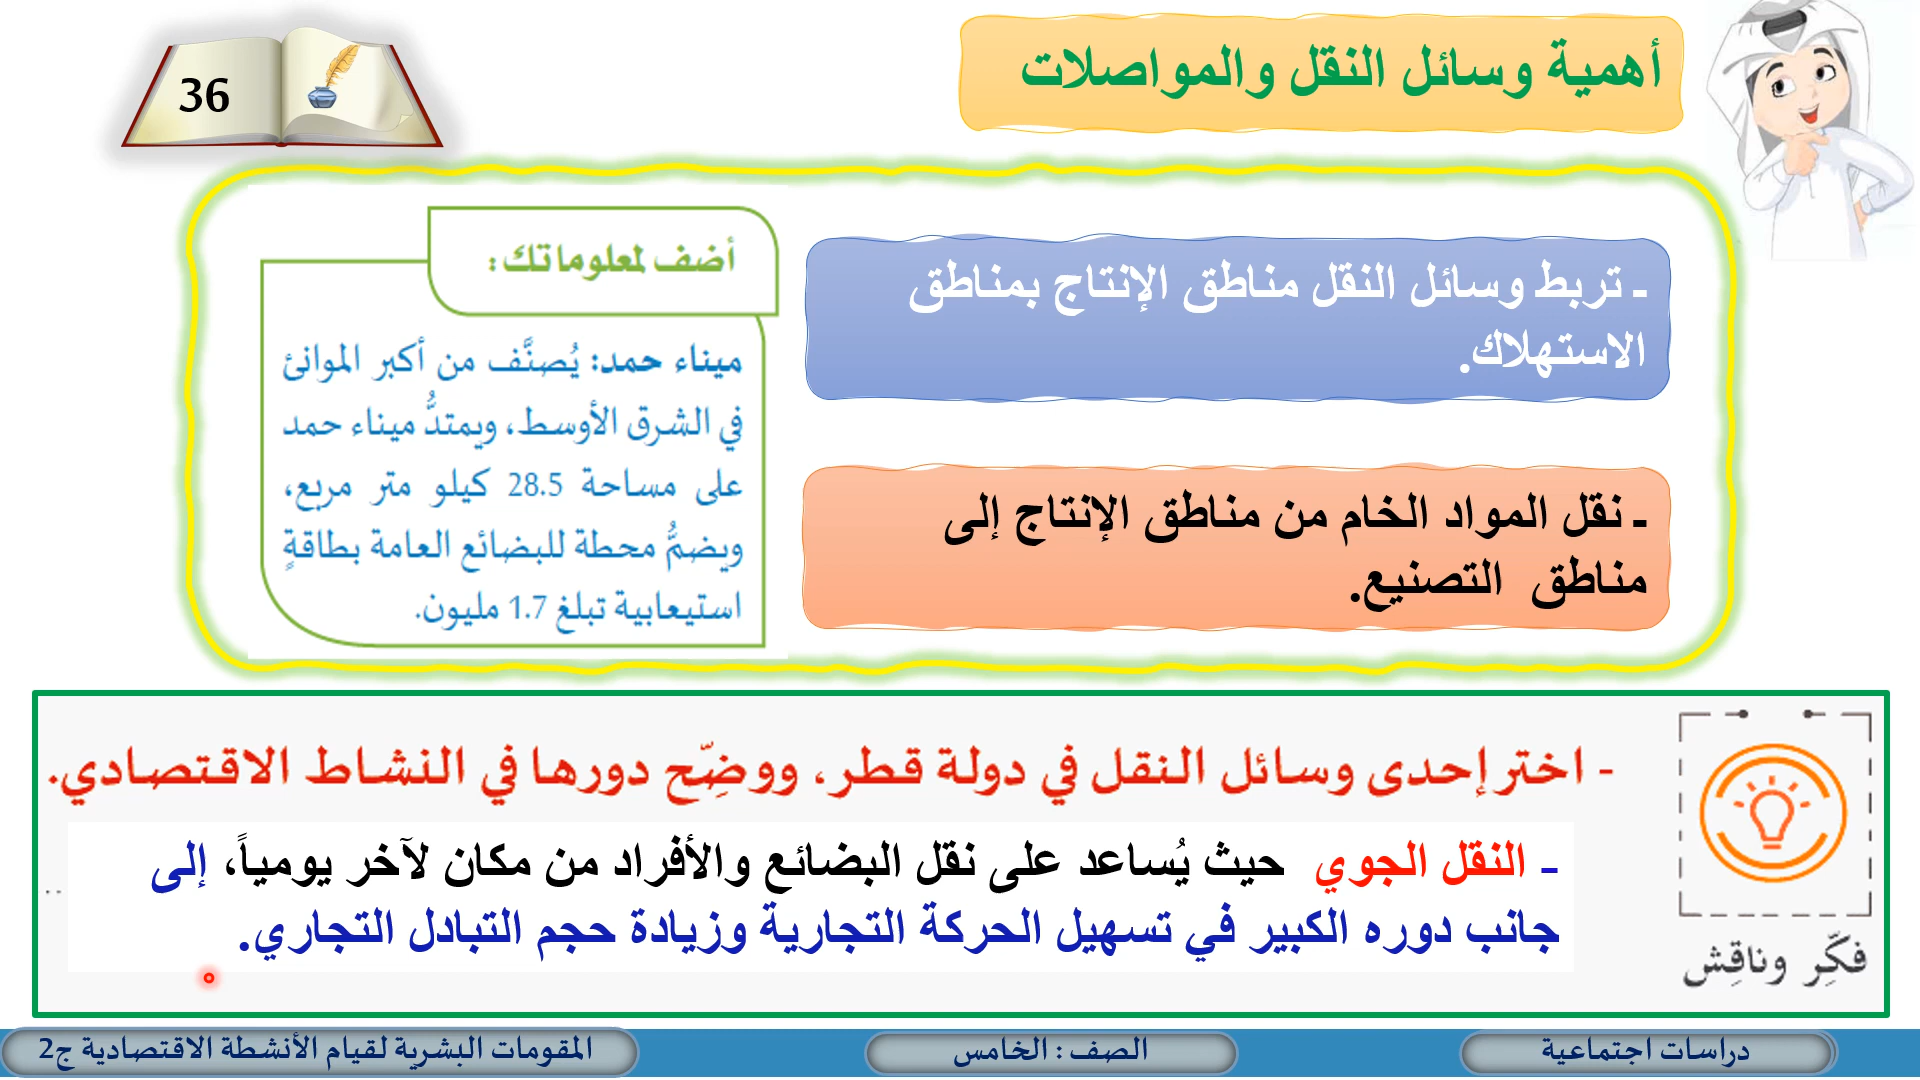 أهمية وسائل النقل والمواصلات
36
ـ تربط وسائل النقل مناطق الإنتاج بمناطق
الاستهلاك.
ـ نقل المواد الخام من مناطق الإنتاج إلى
مناطق التصنيع.
أضف لمعلوماتك:
ميناء حمد: يُصنَّف من أكبر الموانئ
في الشرق الأوسط، ويمتدُّ ميناء حمد
على مساحة 28.5 كيلو متر مربع،
ويضمُّ محطة للبضائع العامة بطاقةٍ
استيعابية تبلغ 1.7 مليون.
- اختر إحدى وسائل النقل في دولة قطر، ووضِّح دورها في النشاط الاقتصادي.
- النقل الجوي حيث يُساعد على نقل البضائع والأفراد من مكان لآخر يومياً، إلى
جانب دوره الكبير في تسهيل الحركة التجارية وزيادة حجم التبادل التجاري.
فكِّر وناقِش
دراسات اجتماعية
الصف : الخامس
المقومات البشرية لقيام الأنشطة الاقتصادية ج2